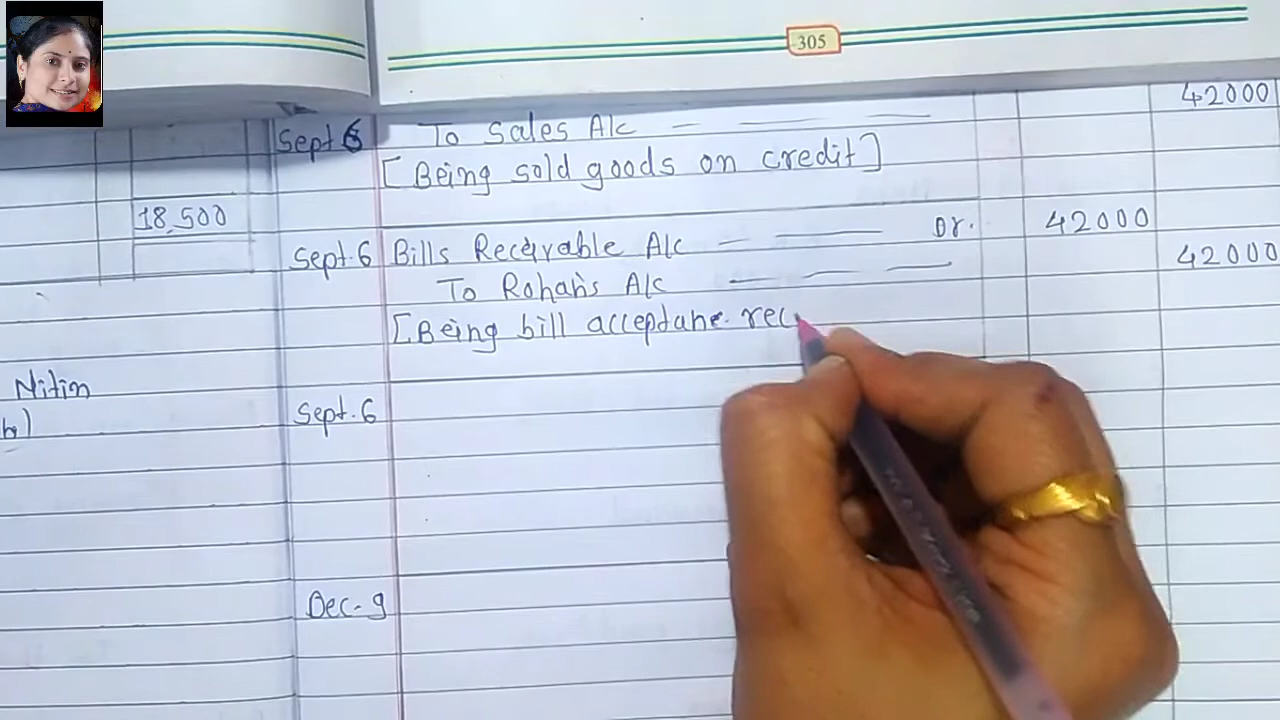 305
42000
Sept 6 To Sales A/c
[Being sold goods on credit]
18,500
Dr. 42000
Sept. 6 Bills Receivable A/c
42000
To Rohan's A/c
[Being bill acceptance rec
Nitin
Sept. 6
b)
Dec. 9